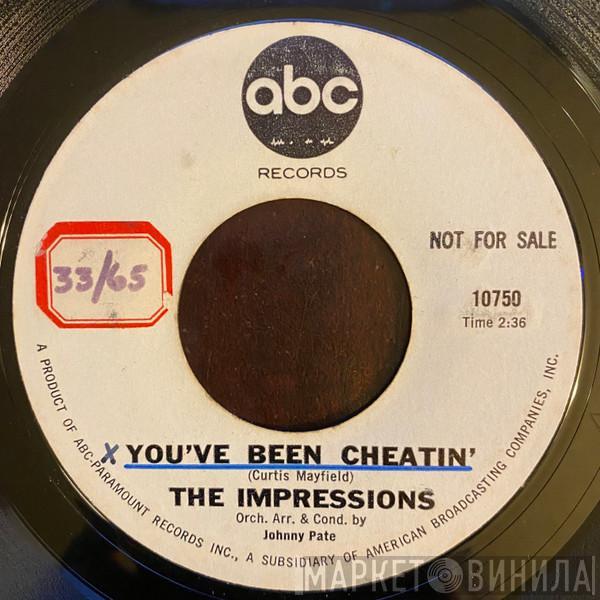 abc
RECORDS
NOT FOR SALE
33/65
10750
Time 2:36
X YOU'VE BEEN CHEATIN'
(Curtis Mayfield)
THE IMPRESSIONS
Orch. Arr. & Cond. by
Johnny Pate
A PRODUCT OF ABC-PARAMOUNT RECORDS INC., A SUBSIDIARY OF AMERICAN BROADCASTING COMPANIES, INC.
МАРКЕТ ВИНИЛА